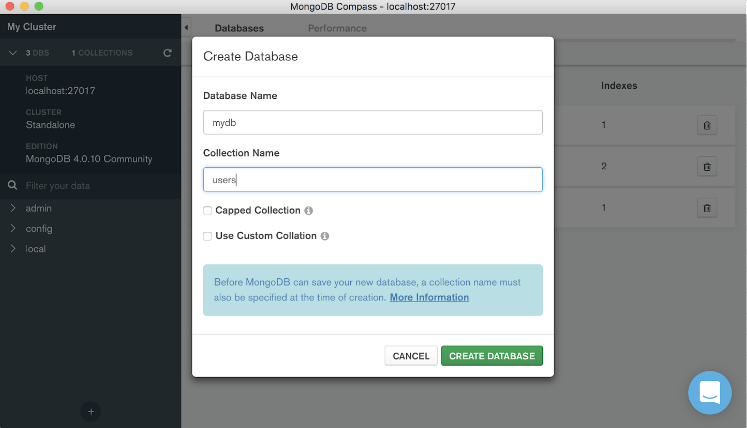 MongoDB Compass - localhost:27017
My Cluster
3 DBS 1 COLLECTIONS
HOST
localhost:27017
CLUSTER
Standalone
EDITION
MongoDB 4.0.10 Community
Filter your data
admin
config
local
Databases Performance
Indexes
1
2
1
Create Database
Database Name
mydb
Collection Name
users
Capped Collection
Use Custom Collation
Before MongoDB can save your new database, a collection name must
also be specified at the time of creation. More Information
CANCEL CREATE DATABASE